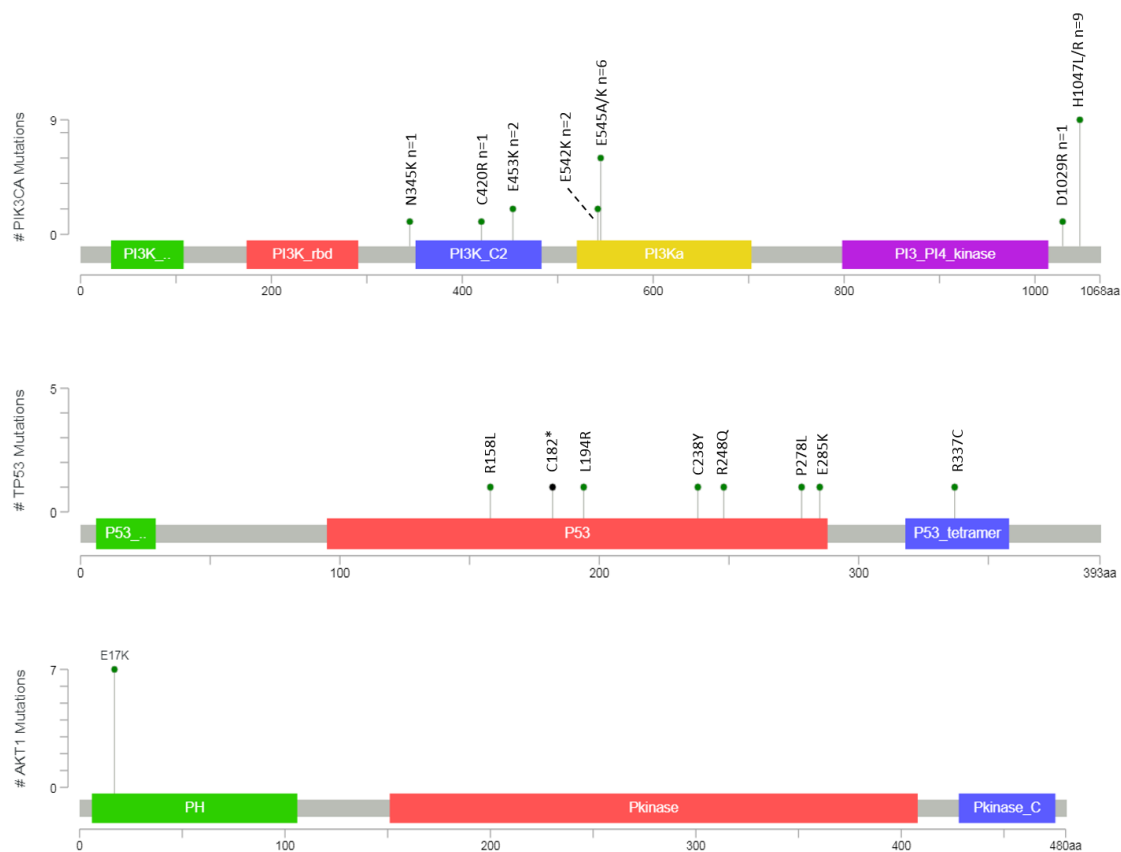 # PIK3CA Mutations
9
0
N345K n=1
C420R n=1
E453K n=2
E542K n=2
E545A/K n=6
D1029R n=1
H1047L/R n=9
PI3K_..
PI3K_rbd
PI3K_C2
PI3Ka
PI3_PI4_kinase
0
200
400
600
800
1000
1068aa
# TP53 Mutations
5
0
R158L
C182*
L194R
C238Y
R248Q
P278L
E285K
R337C
P53_..
P53
P53_tetramer
0
100
200
300
393aa
# AKT1 Mutations
7
0
E17K
PH
Pkinase
Pkinase_C
0
100
200
300
400
480aa